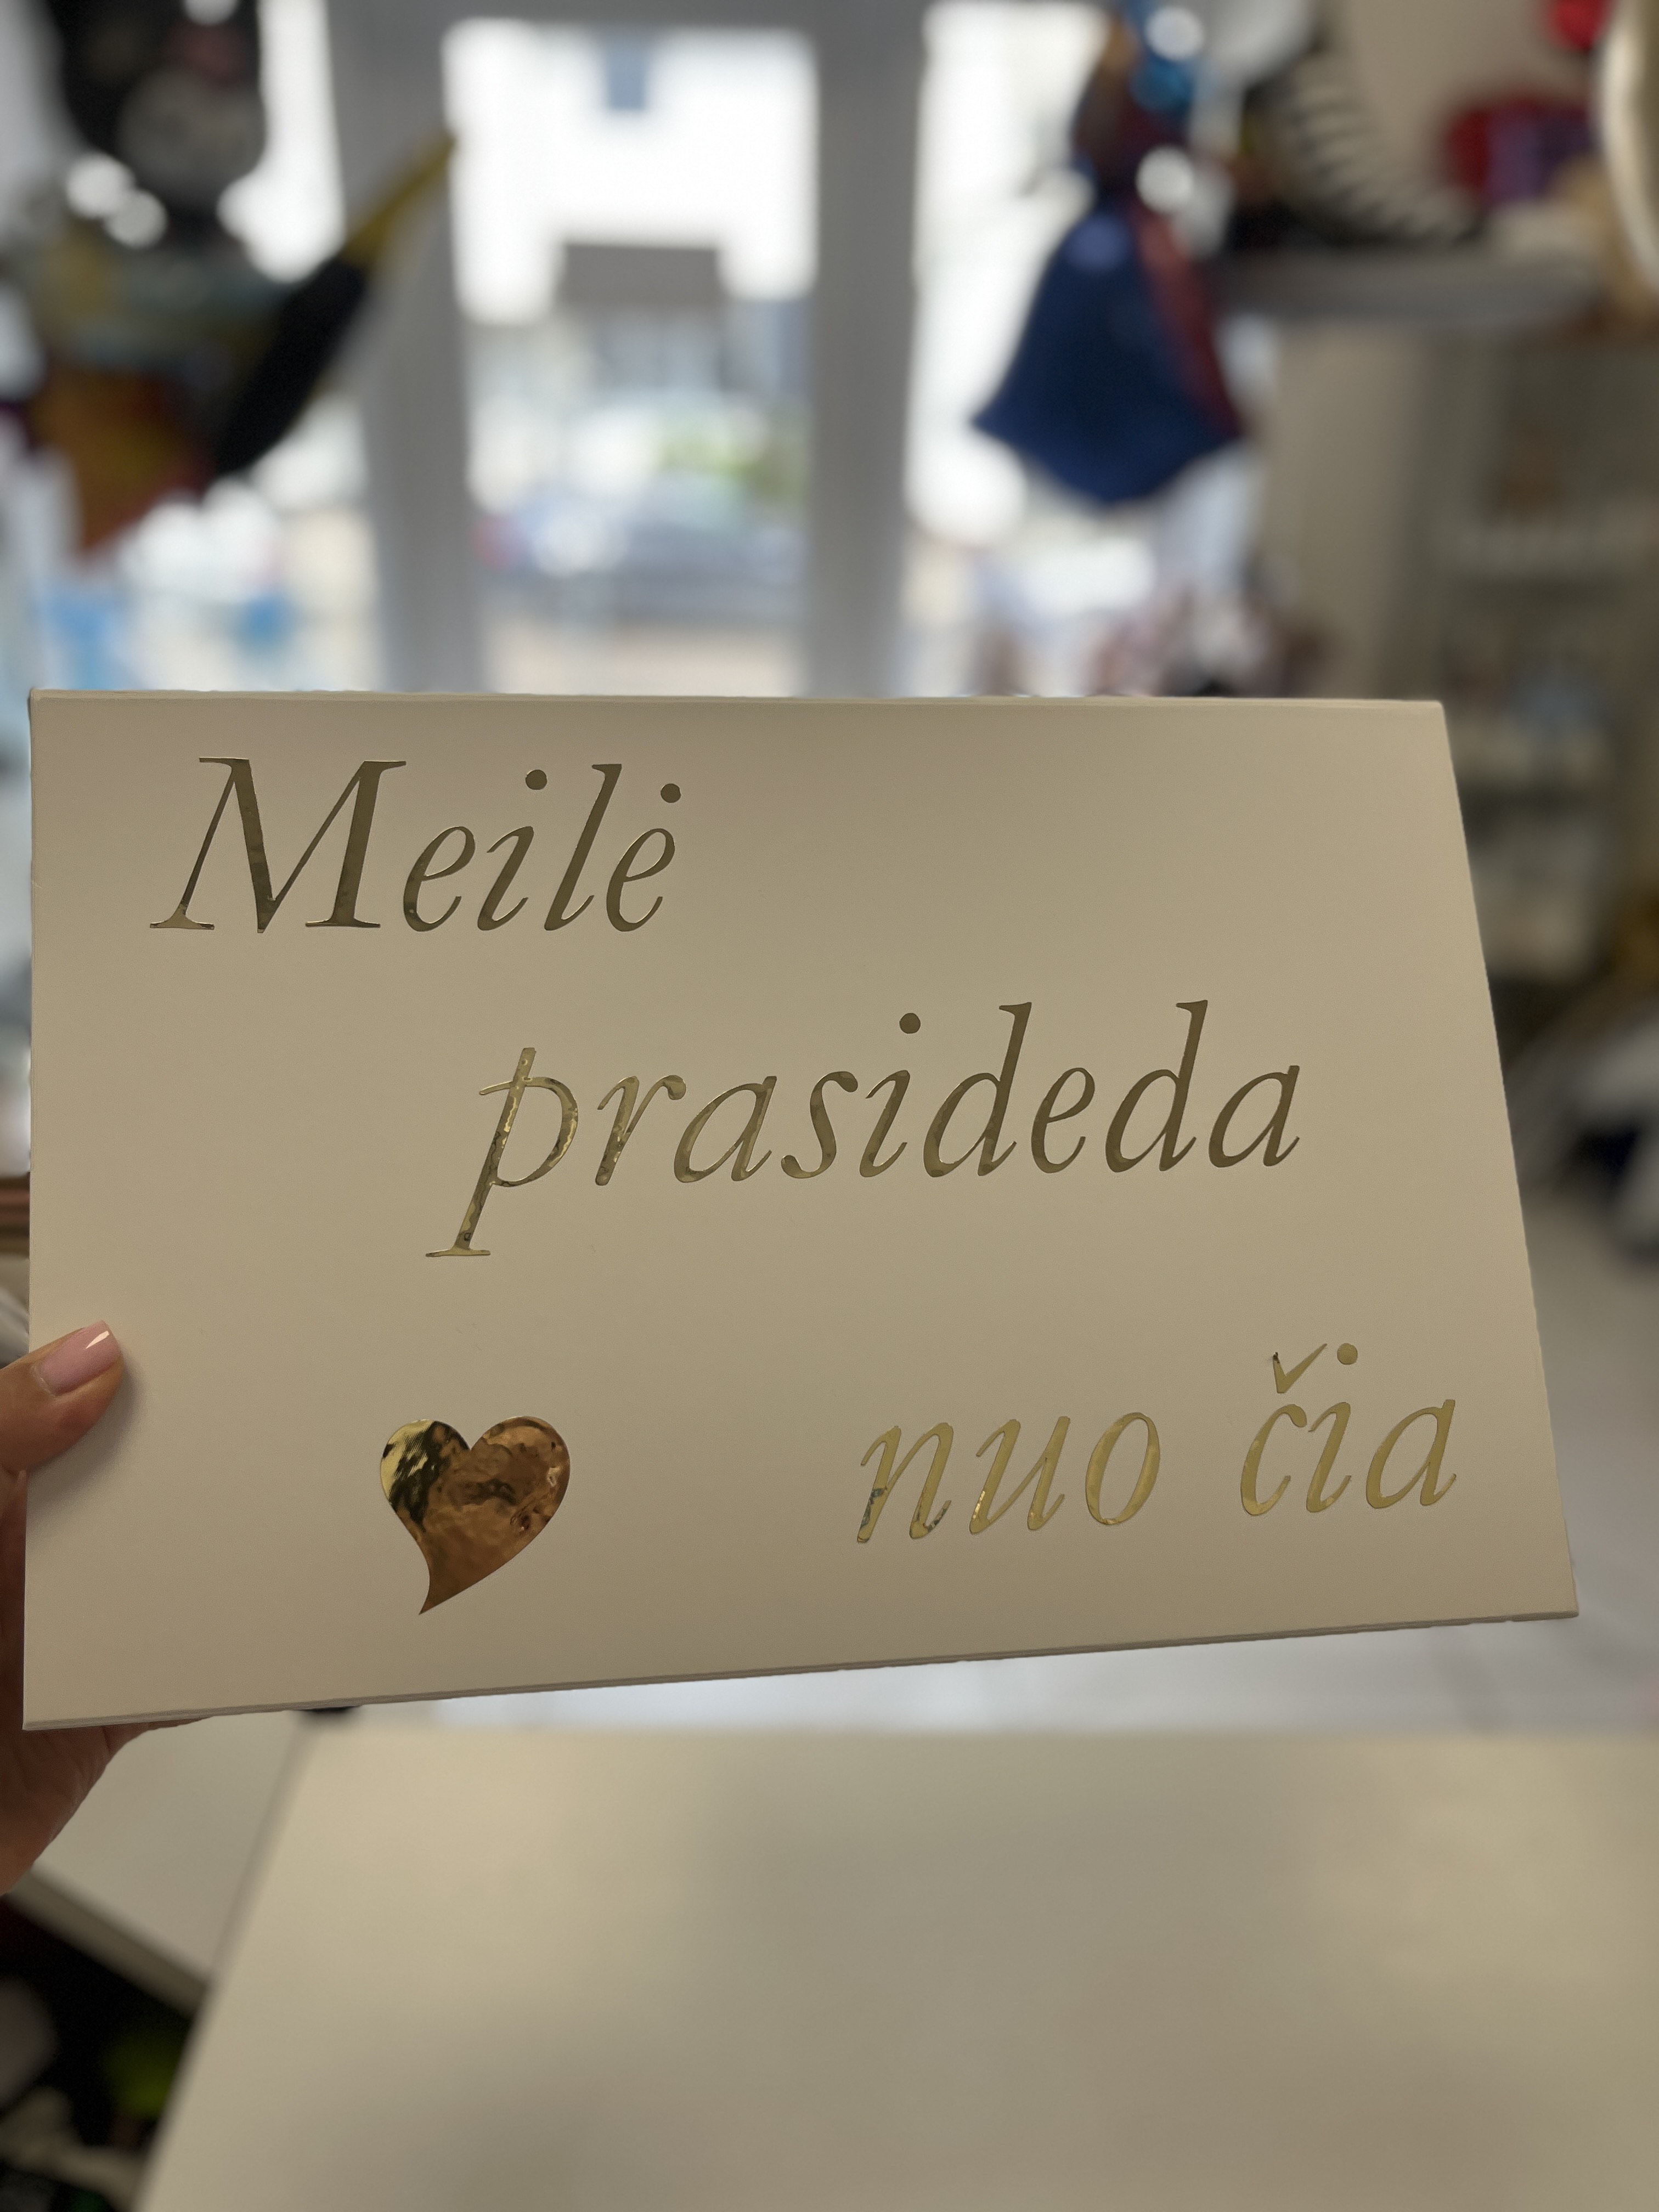 Meilė
prasideda
nuo čia